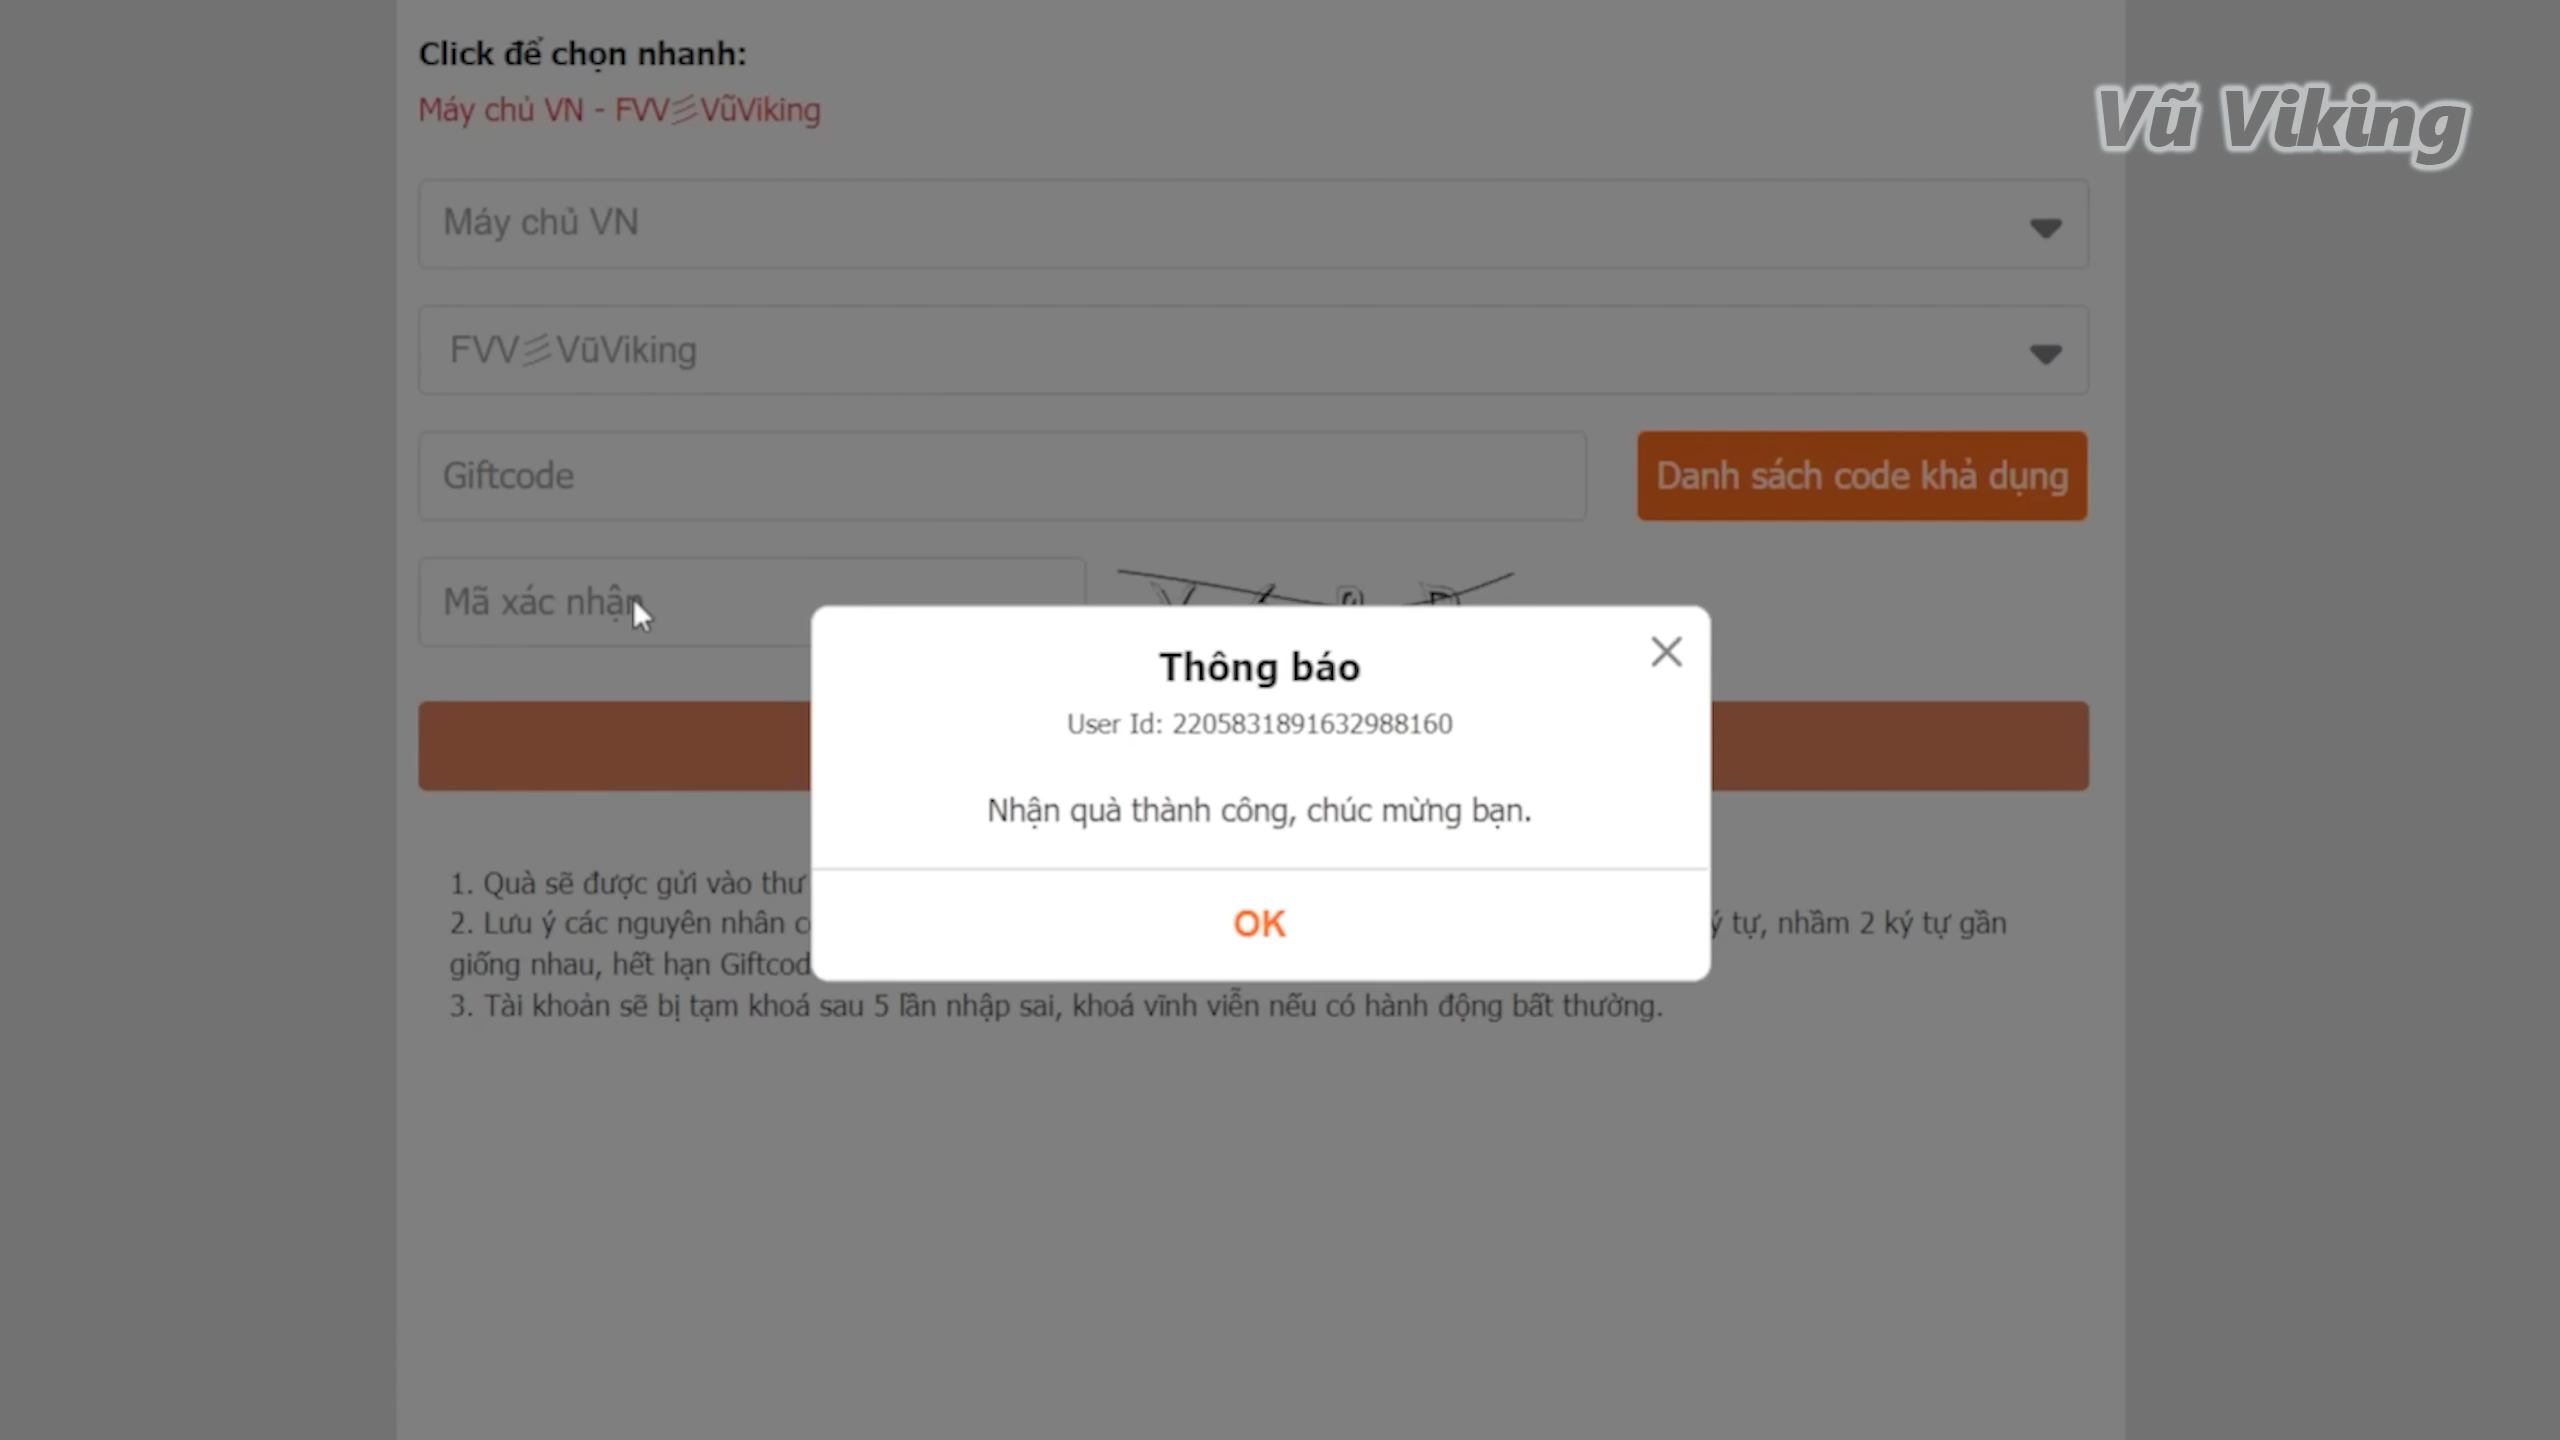 Click để chọn nhanh:
Máy chủ VN - FVV彡VũViking
Vũ Viking
Máy chủ VN
FVV彡VũViking
Giftcode
Danh sách code khả dụng
Mã xác nhận
Thông báo
User Id: 2205831891632988160
Nhận quà thành công, chúc mừng bạn.
OK
1. Quà sẽ được gửi vào thư
2. Lưu ý các nguyên nhân
ý tự, nhầm 2 ký tự gần
giống nhau, hết hạn Giftcod
3. Tài khoản sẽ bị tạm khoá sau 5 lần nhập sai, khoá vĩnh viễn nếu có hành động bất thường.